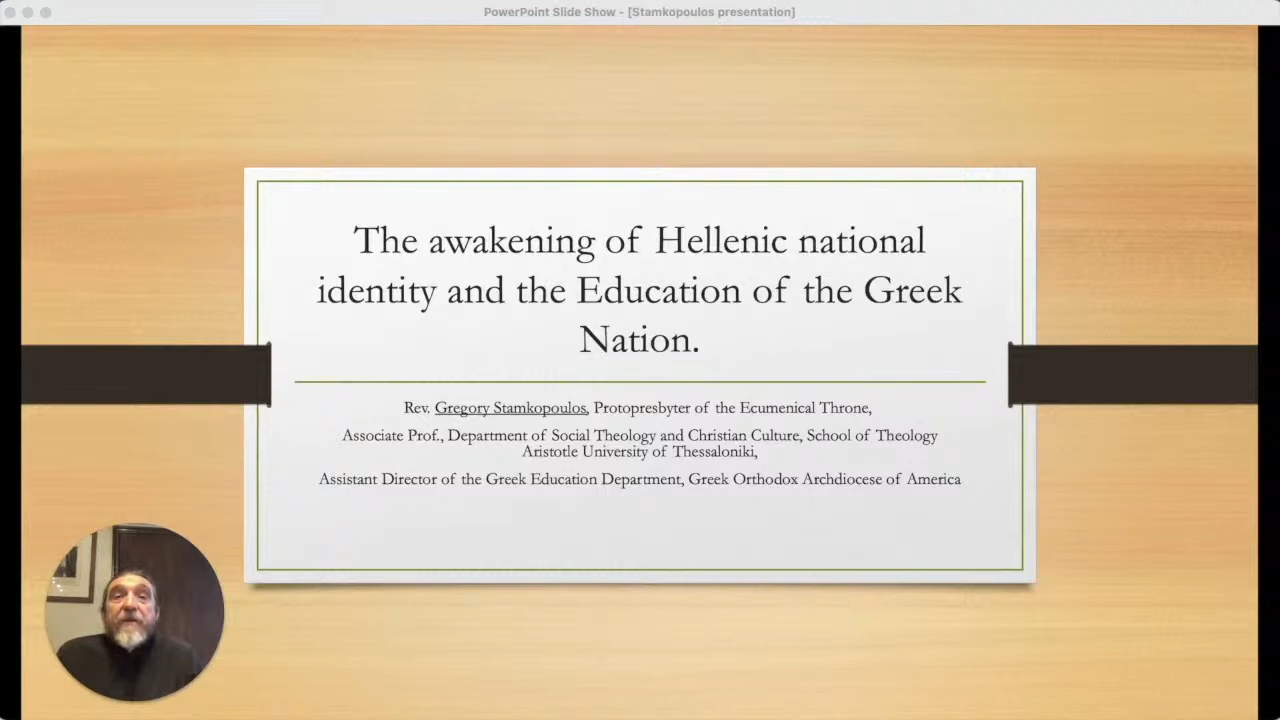 PowerPoint Slide Show - [Stamkopoulos presentation]
The awakening of Hellenic national
identity and the Education of the Greek
Nation.
Rev. Gregory Stamkopoulos, Protopresbyter of the Ecumenical Throne,
Associate Prof., Department of Social Theology and Christian Culture, School of Theology
Aristotle University of Thessaloniki,
Assistant Director of the Greek Education Department, Greek Orthodox Archdiocese of America